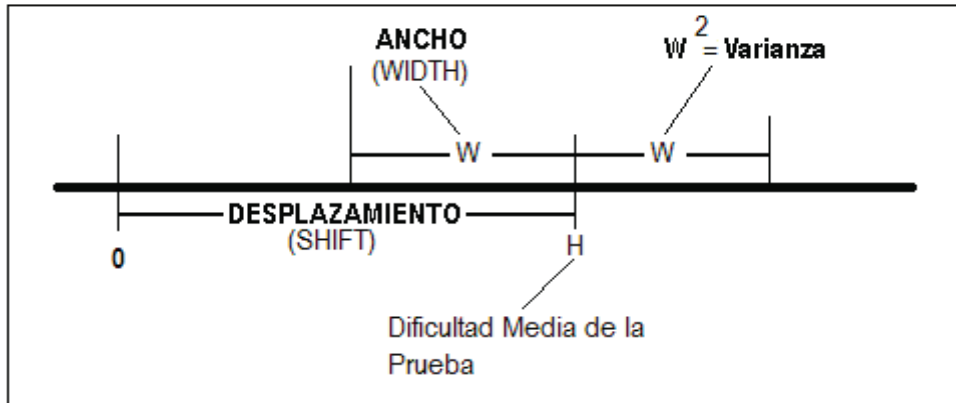 ANCHO
(WIDTH)
W 2 = Varianza
W
W
DESPLAZAMIENTO
(SHIFT)
0
H
Dificultad Media de la
Prueba